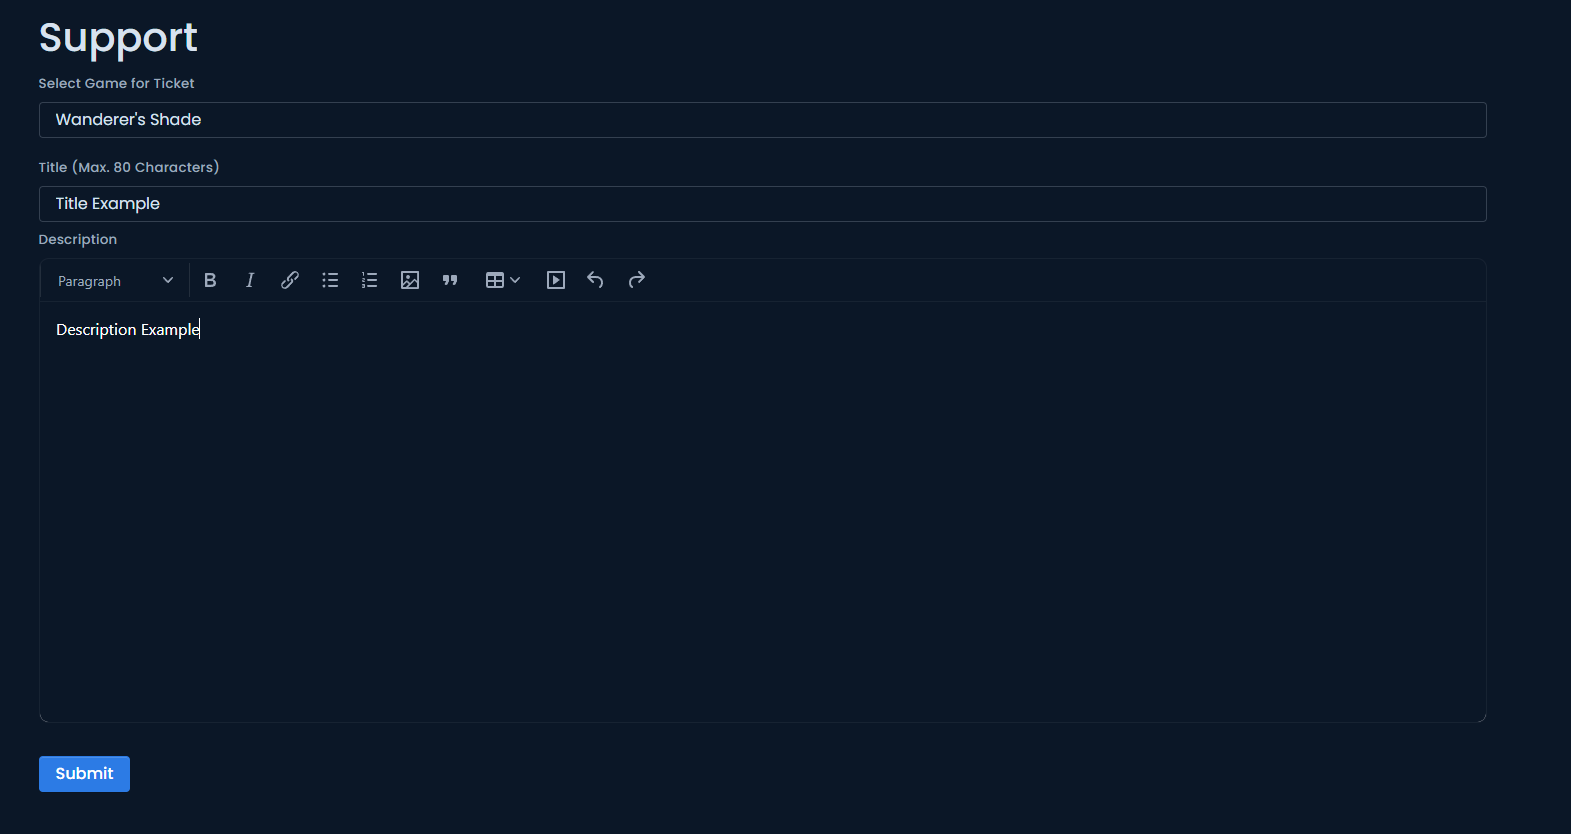 Support
Select Game for Ticket
Wanderer's Shade
Title (Max. 80 Characters)
Title Example
Description
Paragraph
Description Example
Submit